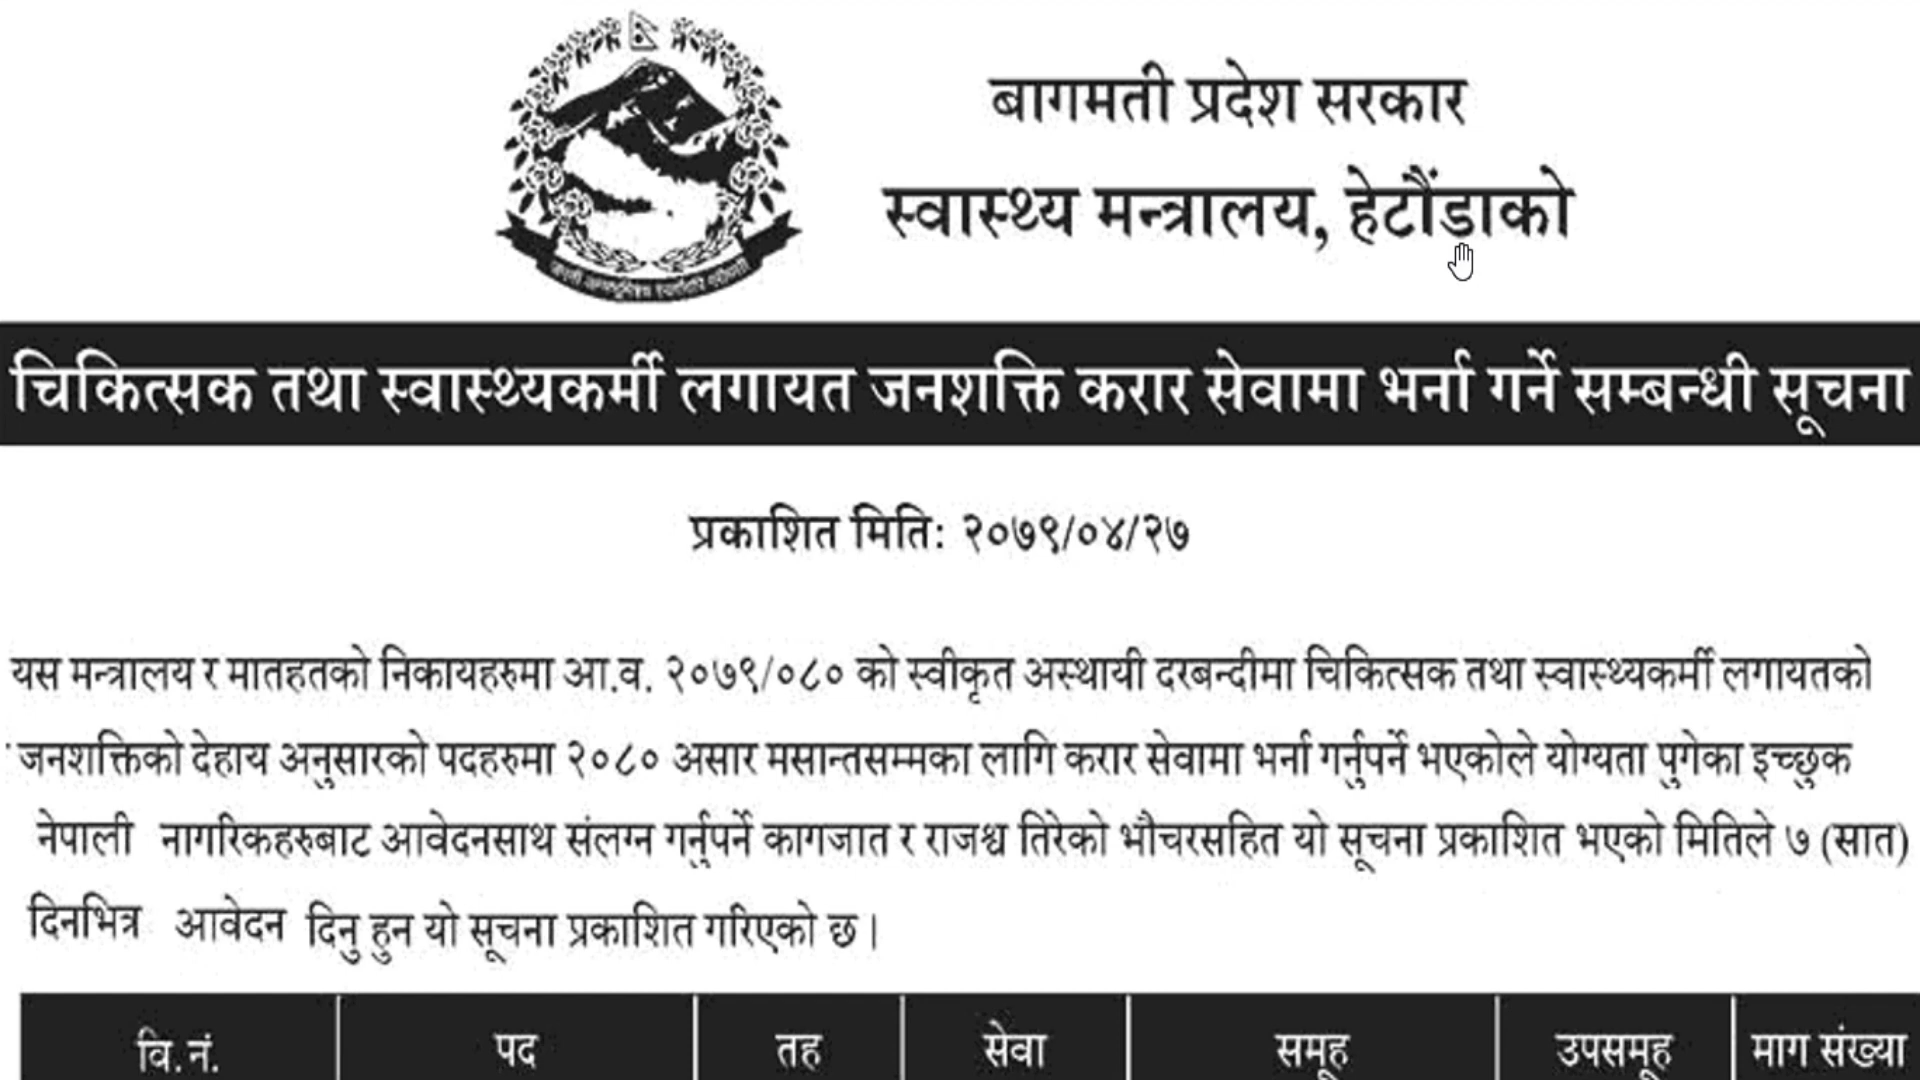 बागमती प्रदेश सरकार
स्वास्थ्य मन्त्रालय, हेटौंडाको
चिकित्सक तथा स्वास्थ्यकर्मी लगायत जनशक्ति करार सेवामा भर्ना गर्ने सम्बन्धी सूचना
प्रकाशित मिति: २०७९/०४/२७
यस मन्त्रालय र मातहतको निकायहरुमा आ.व. २०७९/०८० को स्वीकृत अस्थायी दरबन्दीमा चिकित्सक तथा स्वास्थ्यकर्मी लगायतको
जनशक्तिको देहाय अनुसारको पदहरुमा २०८० असार मसान्तसम्मका लागि करार सेवामा भर्ना गर्नुपर्ने भएकोले योग्यता पुगेका इच्छुक
नेपाली नागरिकहरुबाट आवेदनसाथ संलग्न गर्नुपर्ने कागजात र राजश्व तिरेको भौचरसहित यो सूचना प्रकाशित भएको मितिले ७ (सात)
दिनभित्र आवेदन दिनु हुन यो सूचना प्रकाशित गरिएको छ।
वि.नं. पद तह सेवा समूह उपसमूह माग संख्या